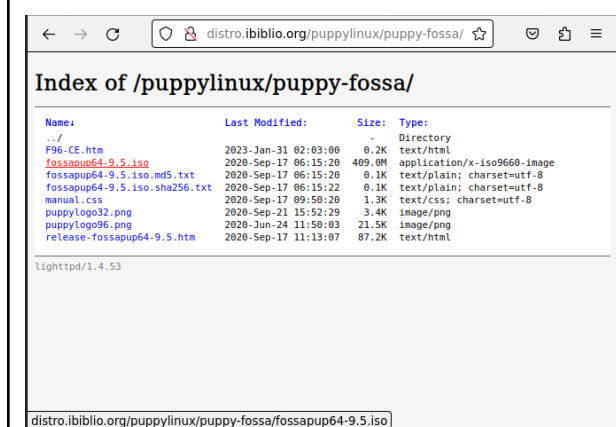 distro.ibiblio.org/puppylinux/puppy-fossa/
Index of /puppylinux/puppy-fossa/
Name↓ Last Modified: Size: Type:
../ - Directory
F96-CE.htm 2023-Jan-31 02:03:00 0.2K text/html
fossapup64-9.5.iso 2020-Sep-17 06:15:20 409.0M application/x-iso9660-image
fossapup64-9.5.iso.md5.txt 2020-Sep-17 06:15:20 0.1K text/plain; charset=utf-8
fossapup64-9.5.iso.sha256.txt 2020-Sep-17 06:15:22 0.1K text/plain; charset=utf-8
manual.css 2020-Sep-17 09:50:20 1.3K text/css; charset=utf-8
puppylogo32.png 2020-Sep-21 15:52:29 3.4K image/png
puppylogo96.png 2020-Jun-24 11:50:03 21.5K image/png
release-fossapup64-9.5.htm 2020-Sep-17 11:13:07 87.2K text/html
lighttpd/1.4.53
distro.ibiblio.org/puppylinux/puppy-fossa/fossapup64-9.5.iso